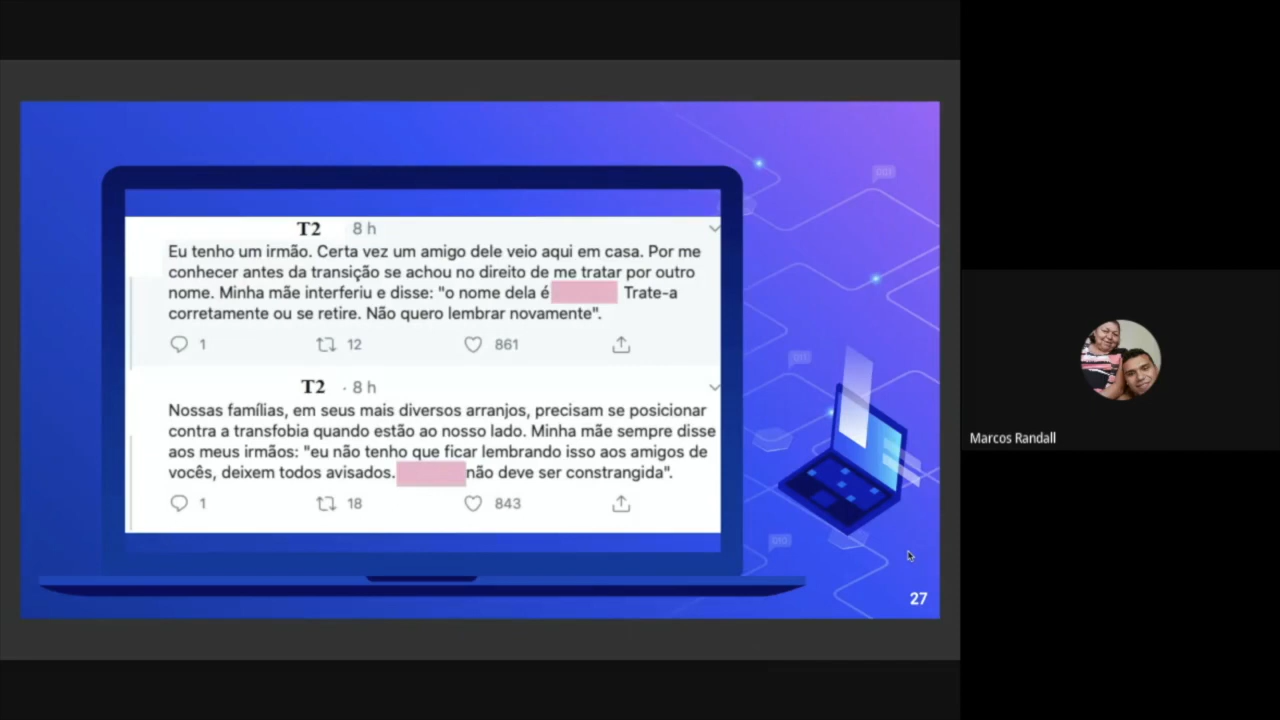 T2 8 h
Eu tenho um irmão. Certa vez um amigo dele veio aqui em casa. Por me
conhecer antes da transição se achou no direito de me tratar por outro
nome. Minha mãe interferiu e disse: "o nome dela é Trate-a
corretamente ou se retire. Não quero lembrar novamente".
1 12 861
T2 · 8 h
Nossas famílias, em seus mais diversos arranjos, precisam se posicionar
contra a transfobia quando estão ao nosso lado. Minha mãe sempre disse
aos meus irmãos: "eu não tenho que ficar lembrando isso aos amigos de
vocês, deixem todos avisados. não deve ser constrangida".
1 18 843
001
011
010
27
Marcos Randall